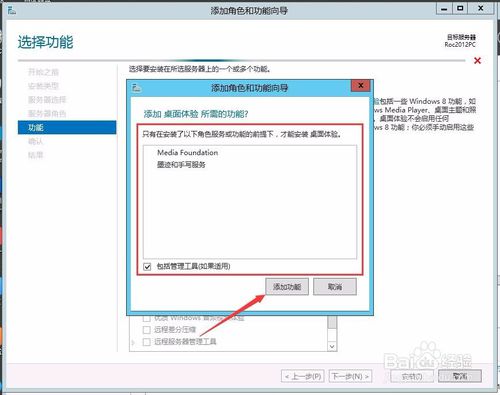 添加角色和功能向导
选择功能
目标服务器
Roc2012PC
开始之前
安装类型
服务器选择
服务器角色
功能
确认
结果
选择要安装在所选服务器上的一个或多个功能。
添加角色和功能向导
添加 桌面体验 所需的功能?
只有在安装了以下角色服务或功能的前提下，才能安装 桌面体验。
Media Foundation
墨迹和手写服务
包括管理工具(如果适用)
添加功能
取消
验包括一些 Windows 8 功能，如
ws Media Player、桌面主题和照
。桌面体验不会启用任何
s 8 功能；你必须手动启用这些
优质 Windows 音频视频体验
远程差分压缩
远程服务器管理工具
< 上一步(P)
下一步(N) >
安装(I)
取消
Baidu经验